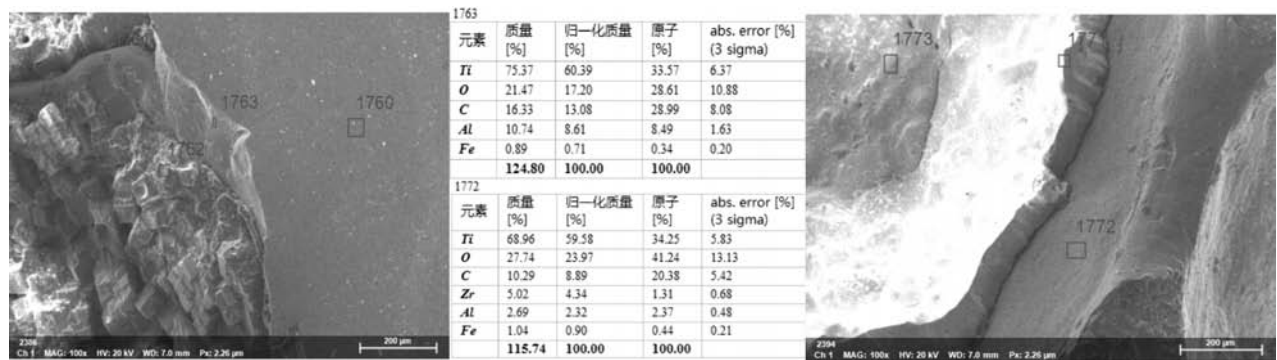 1763
1760
1762
2386
Ch 1 MAG: 100x HV: 20 kV WD: 7.0 mm Px: 2.26 μm
200 μm
1763
元素 质量 [%] 归一化质量 [%] 原子 [%] abs. error [%] (3 sigma)
Ti 75.37 60.39 33.57 6.37
O 21.47 17.20 28.61 10.88
C 16.33 13.08 28.99 8.08
Al 10.74 8.61 8.49 1.63
Fe 0.89 0.71 0.34 0.20
124.80 100.00 100.00
1772
元素 质量 [%] 归一化质量 [%] 原子 [%] abs. error [%] (3 sigma)
Ti 68.96 59.58 34.25 5.83
O 27.74 23.97 41.24 13.13
C 10.29 8.89 20.38 5.42
Zr 5.02 4.34 1.31 0.68
Al 2.69 2.32 2.37 0.48
Fe 1.04 0.90 0.44 0.21
115.74 100.00 100.00
1773
1772
2394
Ch 1 MAG: 100x HV: 20 kV WD: 7.0 mm Px: 2.26 μm
200 μm